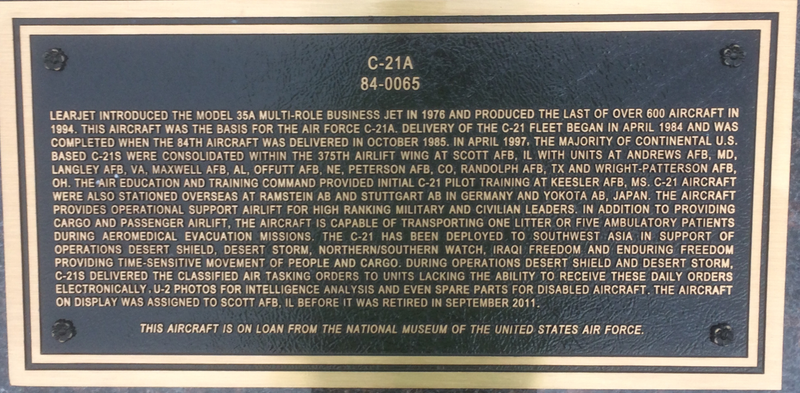 C-21A
84-0065
LEARJET INTRODUCED THE MODEL 35A MULTI-ROLE BUSINESS JET IN 1976 AND PRODUCED THE LAST OF OVER 600 AIRCRAFT IN
1994. THIS AIRCRAFT WAS THE BASIS FOR THE AIR FORCE C-21A. DELIVERY OF THE C-21 FLEET BEGAN IN APRIL 1984 AND WAS
COMPLETED WHEN THE 84TH AIRCRAFT WAS DELIVERED IN OCTOBER 1985. IN APRIL 1997, THE MAJORITY OF CONTINENTAL U.S.
BASED C-21S WERE CONSOLIDATED WITHIN THE 375TH AIRLIFT WING AT SCOTT AFB, IL WITH UNITS AT ANDREWS AFB, MD,
LANGLEY AFB, VA, MAXWELL AFB, AL, OFFUTT AFB, NE, PETERSON AFB, CO, RANDOLPH AFB, TX AND WRIGHT-PATTERSON AFB,
OH. THE AIR EDUCATION AND TRAINING COMMAND PROVIDED INITIAL C-21 PILOT TRAINING AT KEESLER AFB, MS. C-21 AIRCRAFT
WERE ALSO STATIONED OVERSEAS AT RAMSTEIN AB AND STUTTGART AB IN GERMANY AND YOKOTA AB, JAPAN. THE AIRCRAFT
PROVIDES OPERATIONAL SUPPORT AIRLIFT FOR HIGH RANKING MILITARY AND CIVILIAN LEADERS. IN ADDITION TO PROVIDING
CARGO AND PASSENGER AIRLIFT, THE AIRCRAFT IS CAPABLE OF TRANSPORTING ONE LITTER OR FIVE AMBULATORY PATIENTS
DURING AEROMEDICAL EVACUATION MISSIONS. THE C-21 HAS BEEN DEPLOYED TO SOUTHWEST ASIA IN SUPPORT OF
OPERATIONS DESERT SHIELD, DESERT STORM, NORTHERN/SOUTHERN WATCH, IRAQI FREEDOM AND ENDURING FREEDOM
PROVIDING TIME-SENSITIVE MOVEMENT OF PEOPLE AND CARGO. DURING OPERATIONS DESERT SHIELD AND DESERT STORM,
C-21S DELIVERED THE CLASSIFIED AIR TASKING ORDERS TO UNITS LACKING THE ABILITY TO RECEIVE THESE DAILY ORDERS
ELECTRONICALLY, U-2 PHOTOS FOR INTELLIGENCE ANALYSIS AND EVEN SPARE PARTS FOR DISABLED AIRCRAFT. THE AIRCRAFT
ON DISPLAY WAS ASSIGNED TO SCOTT AFB, IL BEFORE IT WAS RETIRED IN SEPTEMBER 2011.
THIS AIRCRAFT IS ON LOAN FROM THE NATIONAL MUSEUM OF THE UNITED STATES AIR FORCE.